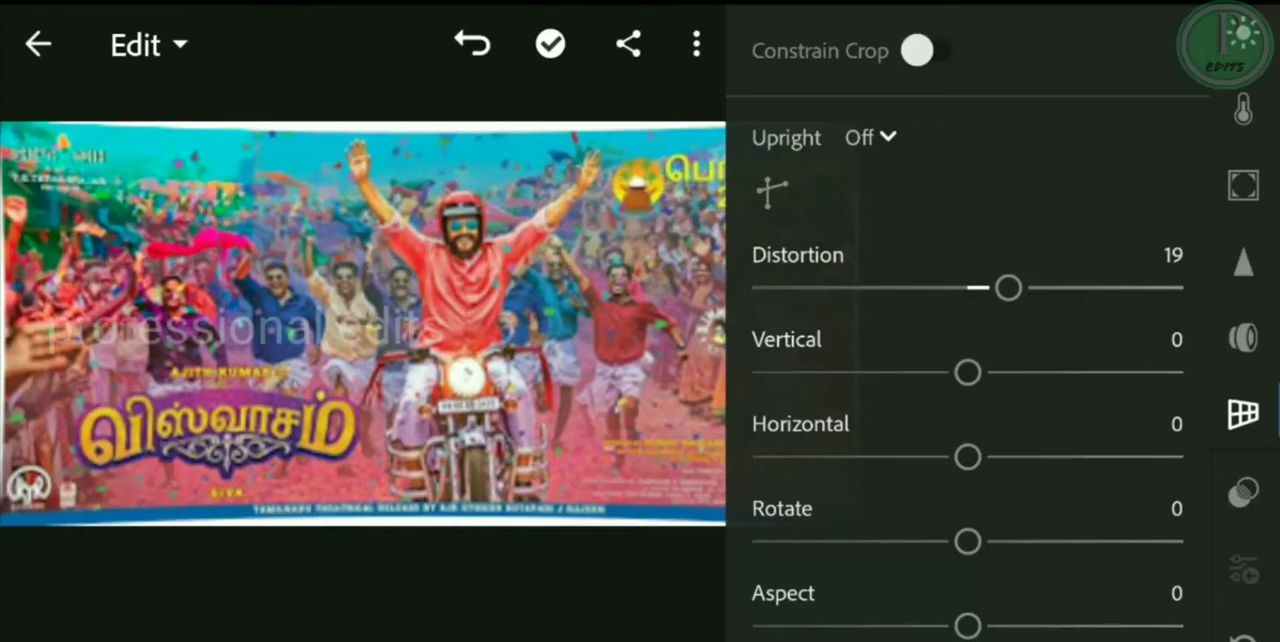 Edit
Constrain Crop
P
EDITS
Upright Off
Distortion 19
Vertical 0
Horizontal 0
Rotate 0
Aspect 0
professional edits
பொ
AJITH KUMAR
விஸ்வாசம்
SIVA